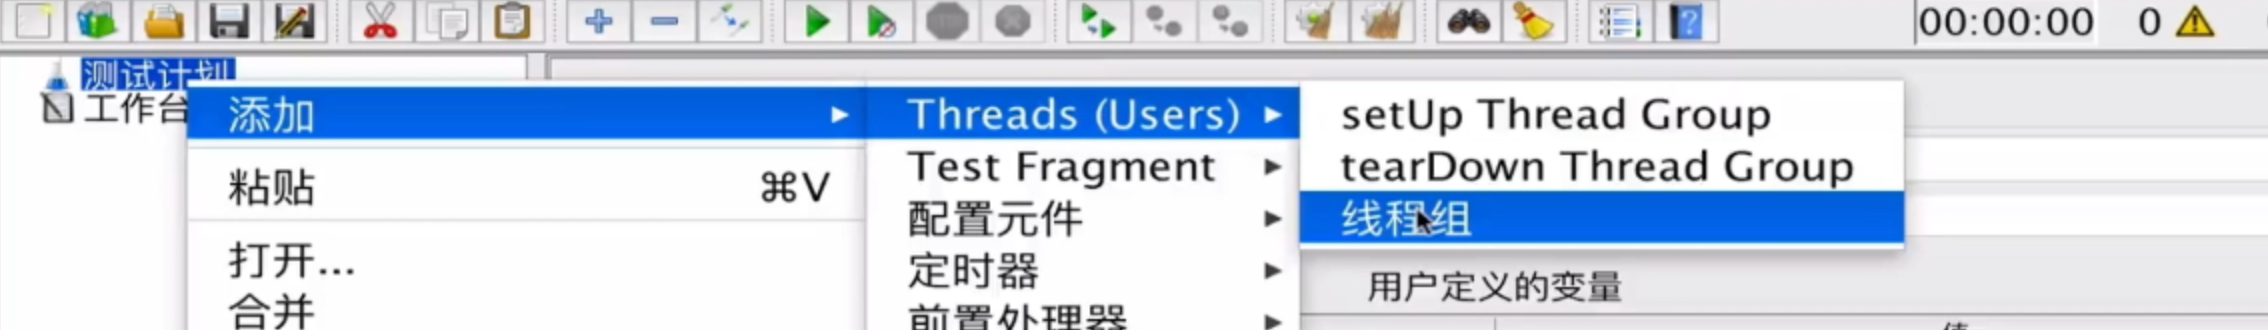 00:00:00 0
测试计划
工作台
添加
粘贴 ⌘V
打开...
合并
Threads (Users)
Test Fragment
配置元件
定时器
前置处理器
setUp Thread Group
tearDown Thread Group
线程组
用户定义的变量
值